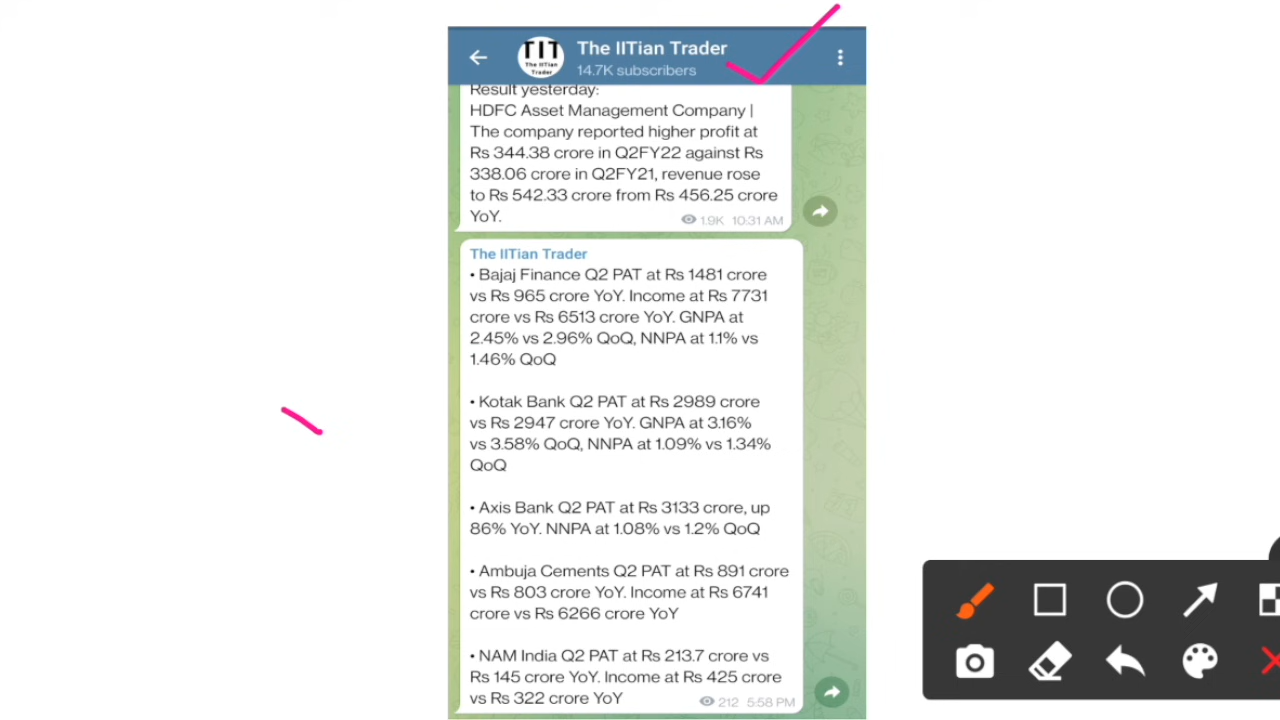 The IITian Trader
14.7K subscribers
TIT
The IITian
Trader
Result yesterday:
HDFC Asset Management Company |
The company reported higher profit at
Rs 344.38 crore in Q2FY22 against Rs
338.06 crore in Q2FY21, revenue rose
to Rs 542.33 crore from Rs 456.25 crore
YoY.
1.9K 10:31 AM
The IITian Trader
• Bajaj Finance Q2 PAT at Rs 1481 crore
vs Rs 965 crore YoY. Income at Rs 7731
crore vs Rs 6513 crore YoY. GNPA at
2.45% vs 2.96% QoQ, NNPA at 1.1% vs
1.46% QoQ
• Kotak Bank Q2 PAT at Rs 2989 crore
vs Rs 2947 crore YoY. GNPA at 3.16%
vs 3.58% QoQ, NNPA at 1.09% vs 1.34%
QoQ
• Axis Bank Q2 PAT at Rs 3133 crore, up
86% YoY. NNPA at 1.08% vs 1.2% QoQ
• Ambuja Cements Q2 PAT at Rs 891 crore
vs Rs 803 crore YoY. Income at Rs 6741
crore vs Rs 6266 crore YoY
• NAM India Q2 PAT at Rs 213.7 crore vs
Rs 145 crore YoY. Income at Rs 425 crore
vs Rs 322 crore YoY
212 5:58 PM